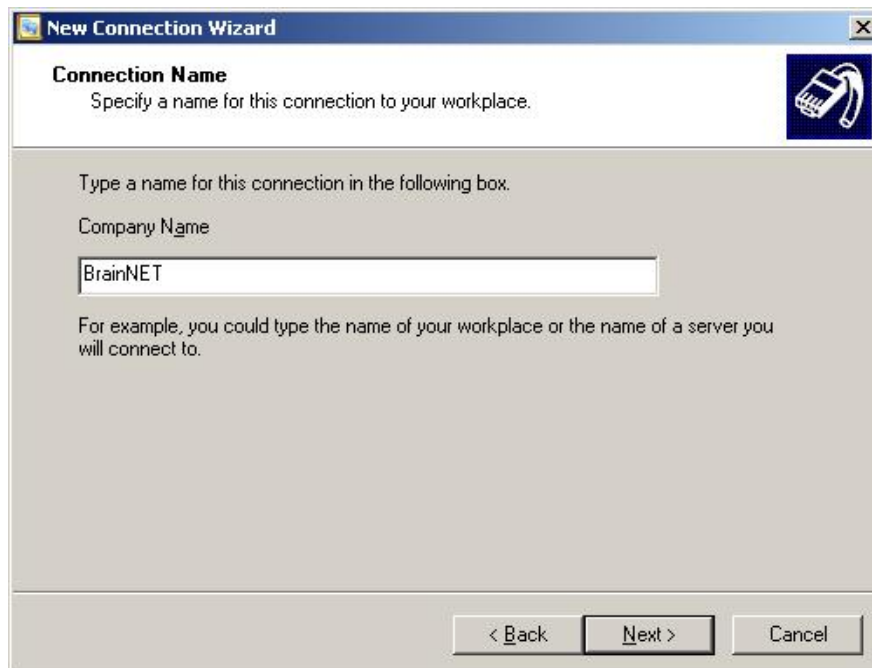 New Connection Wizard
Connection Name
Specify a name for this connection to your workplace.
Type a name for this connection in the following box.
Company Name
BrainNET
For example, you could type the name of your workplace or the name of a server you
will connect to.
< Back Next > Cancel